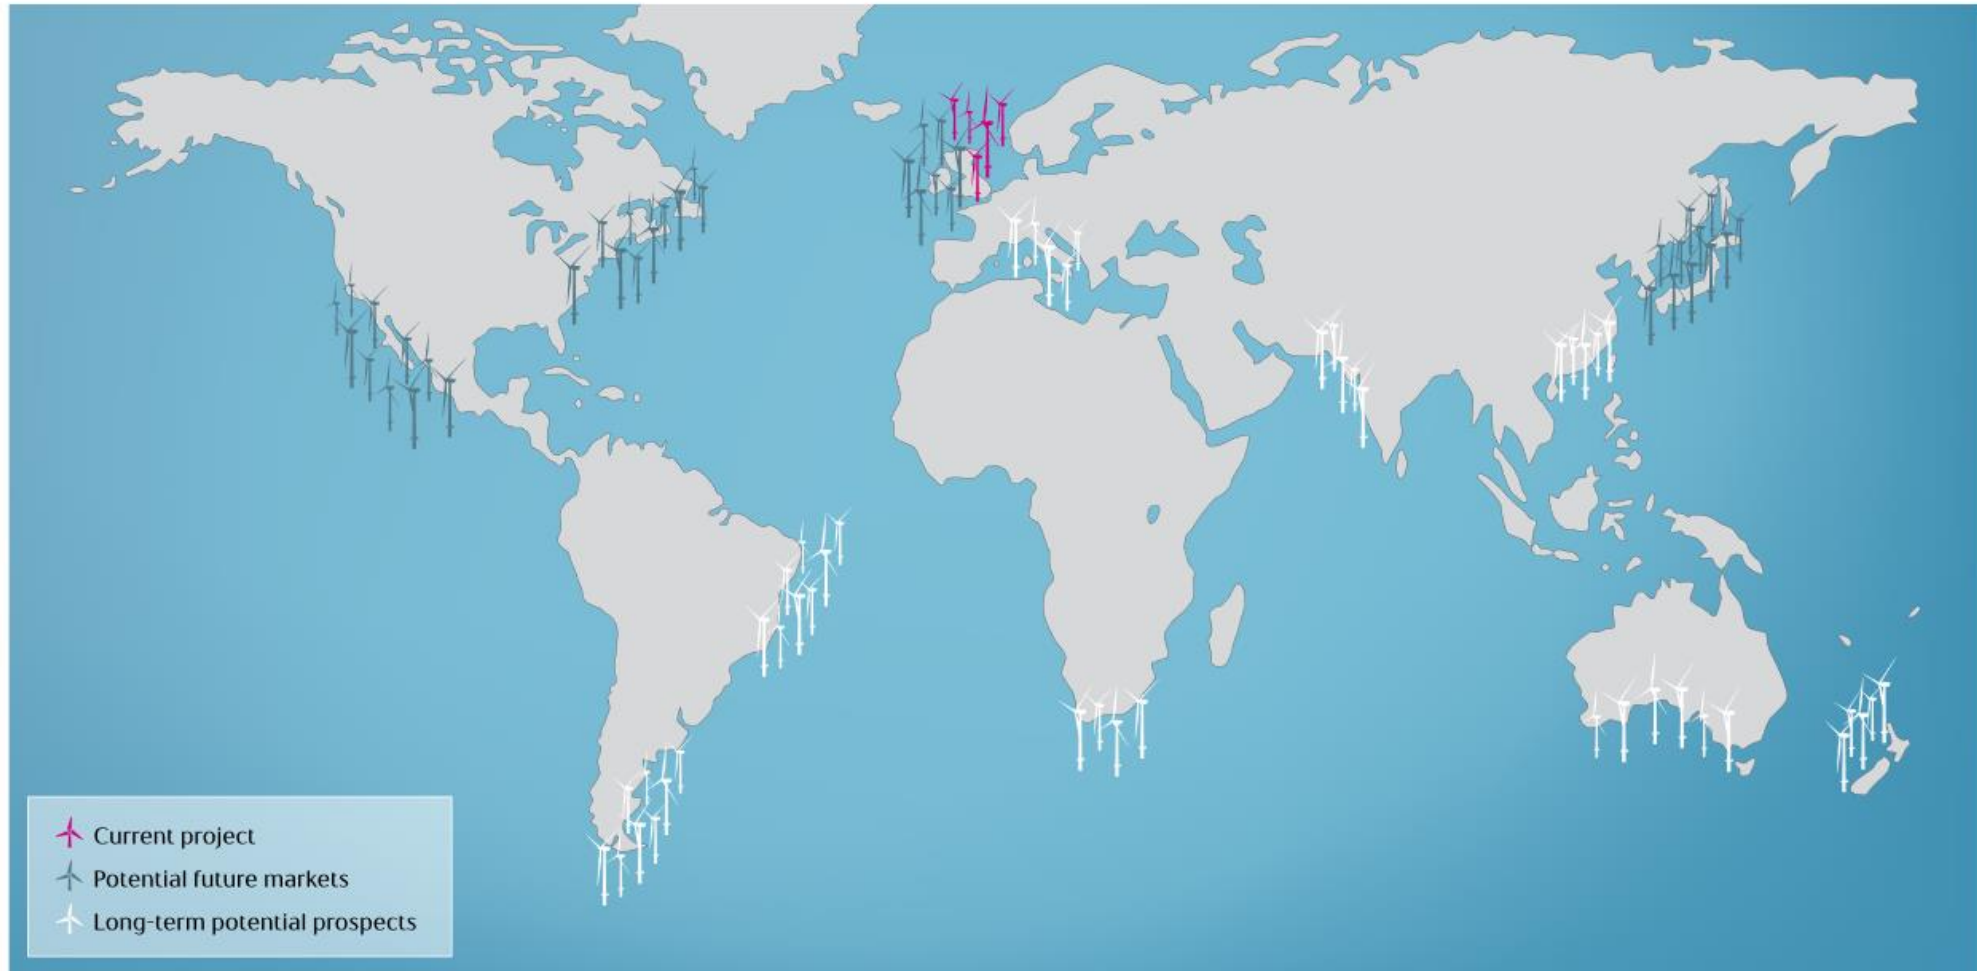 Current project
Potential future markets
Long-term potential prospects